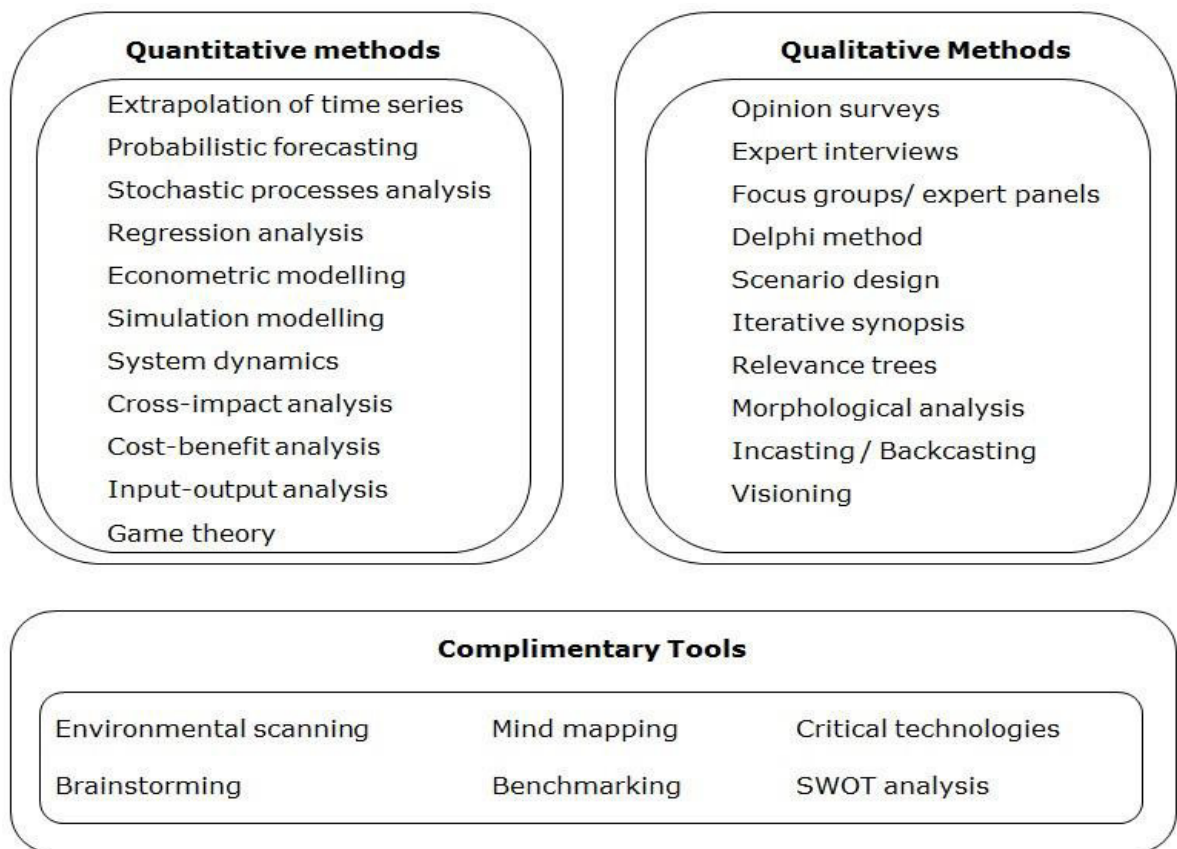 Quantitative methods
Extrapolation of time series
Probabilistic forecasting
Stochastic processes analysis
Regression analysis
Econometric modelling
Simulation modelling
System dynamics
Cross-impact analysis
Cost-benefit analysis
Input-output analysis
Game theory
Qualitative Methods
Opinion surveys
Expert interviews
Focus groups/ expert panels
Delphi method
Scenario design
Iterative synopsis
Relevance trees
Morphological analysis
Incasting / Backcasting
Visioning
Complimentary Tools
Environmental scanning Mind mapping Critical technologies
Brainstorming Benchmarking SWOT analysis